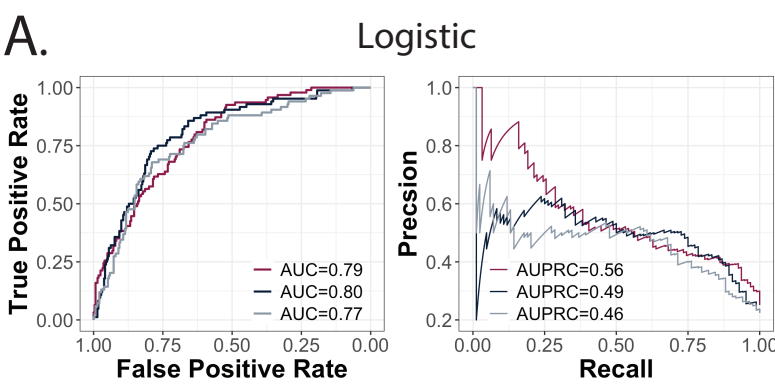 A.
Logistic
True Positive Rate
1.00
0.75
0.50
0.25
0.00
AUC=0.79
AUC=0.80
AUC=0.77
1.00 0.75 0.50 0.25 0.00
False Positive Rate
Precsion
1.0
0.8
0.6
0.4
0.2
AUPRC=0.56
AUPRC=0.49
AUPRC=0.46
0.00 0.25 0.50 0.75 1.00
Recall